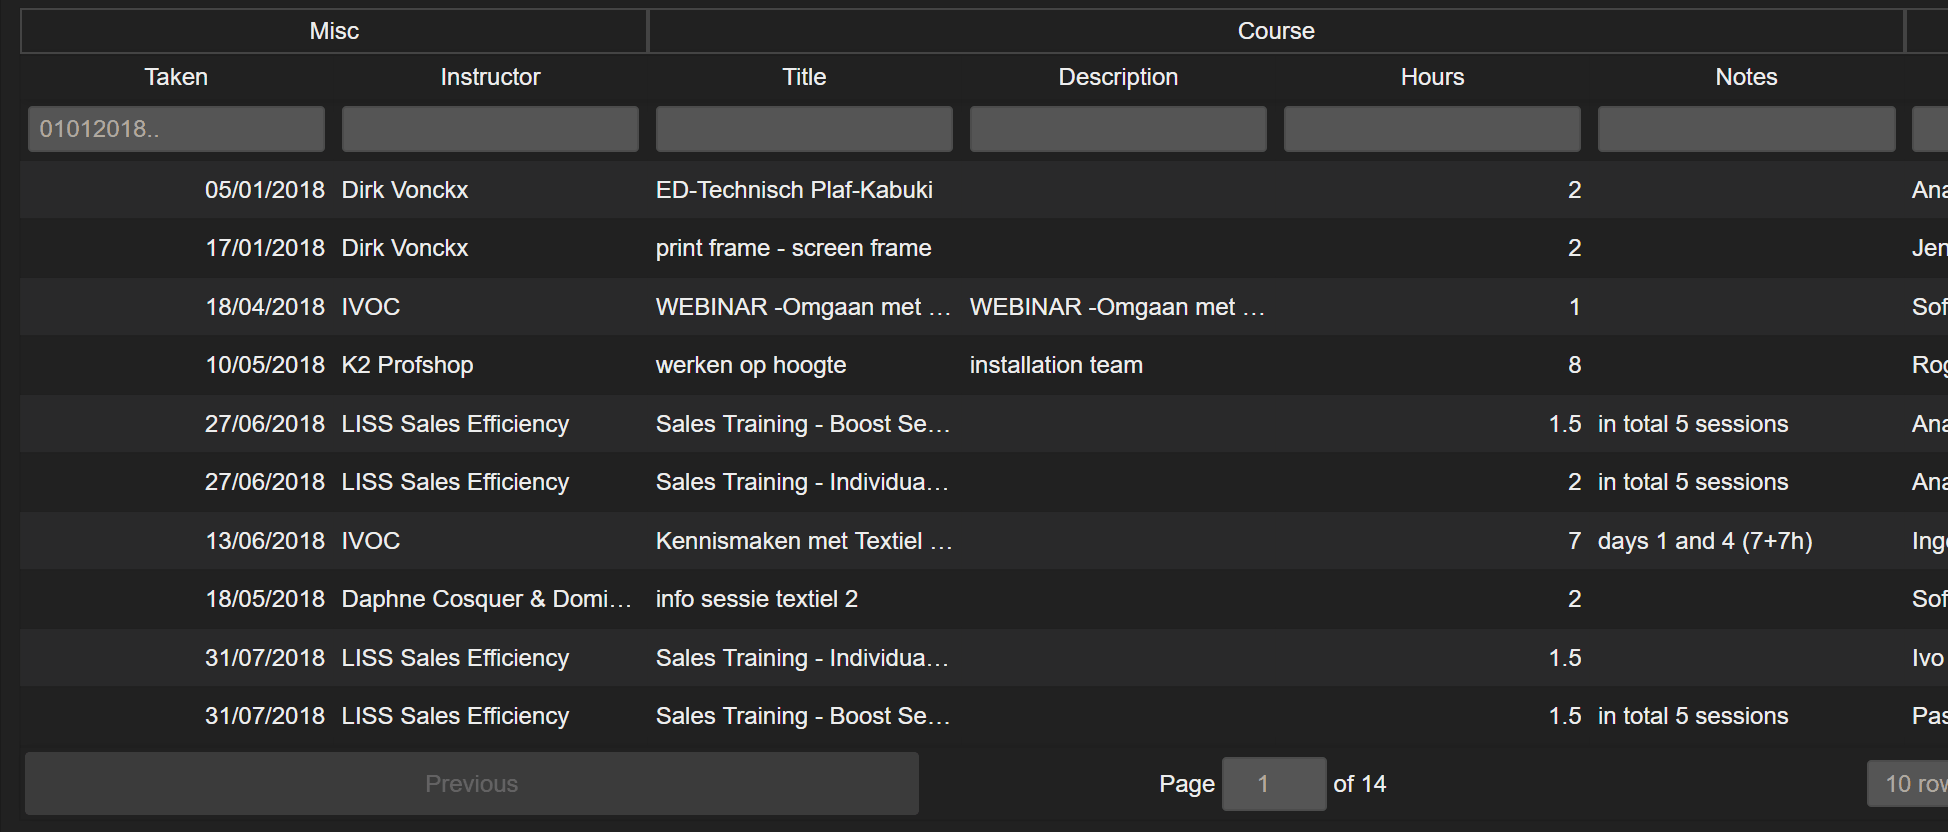 Misc Course
Taken Instructor Title Description Hours Notes
01012018..
05/01/2018 Dirk Vonckx ED-Technisch Plaf-Kabuki 2 Ana
17/01/2018 Dirk Vonckx print frame - screen frame 2 Jen
18/04/2018 IVOC WEBINAR -Omgaan met … WEBINAR -Omgaan met … 1 Sof
10/05/2018 K2 Profshop werken op hoogte installation team 8 Rog
27/06/2018 LISS Sales Efficiency Sales Training - Boost Se… 1.5 in total 5 sessions Ana
27/06/2018 LISS Sales Efficiency Sales Training - Individua… 2 in total 5 sessions Ana
13/06/2018 IVOC Kennismaken met Textiel … 7 days 1 and 4 (7+7h) Inge
18/05/2018 Daphne Cosquer & Domi… info sessie textiel 2 2 Sof
31/07/2018 LISS Sales Efficiency Sales Training - Individua… 1.5 Ivo
31/07/2018 LISS Sales Efficiency Sales Training - Boost Se… 1.5 in total 5 sessions Pas
Previous Page 1 of 14 10 row